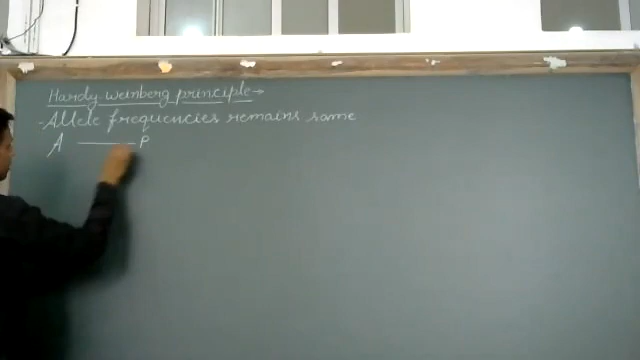 Hardy weinberg principle→
-Allele frequencies remains same
A —— P